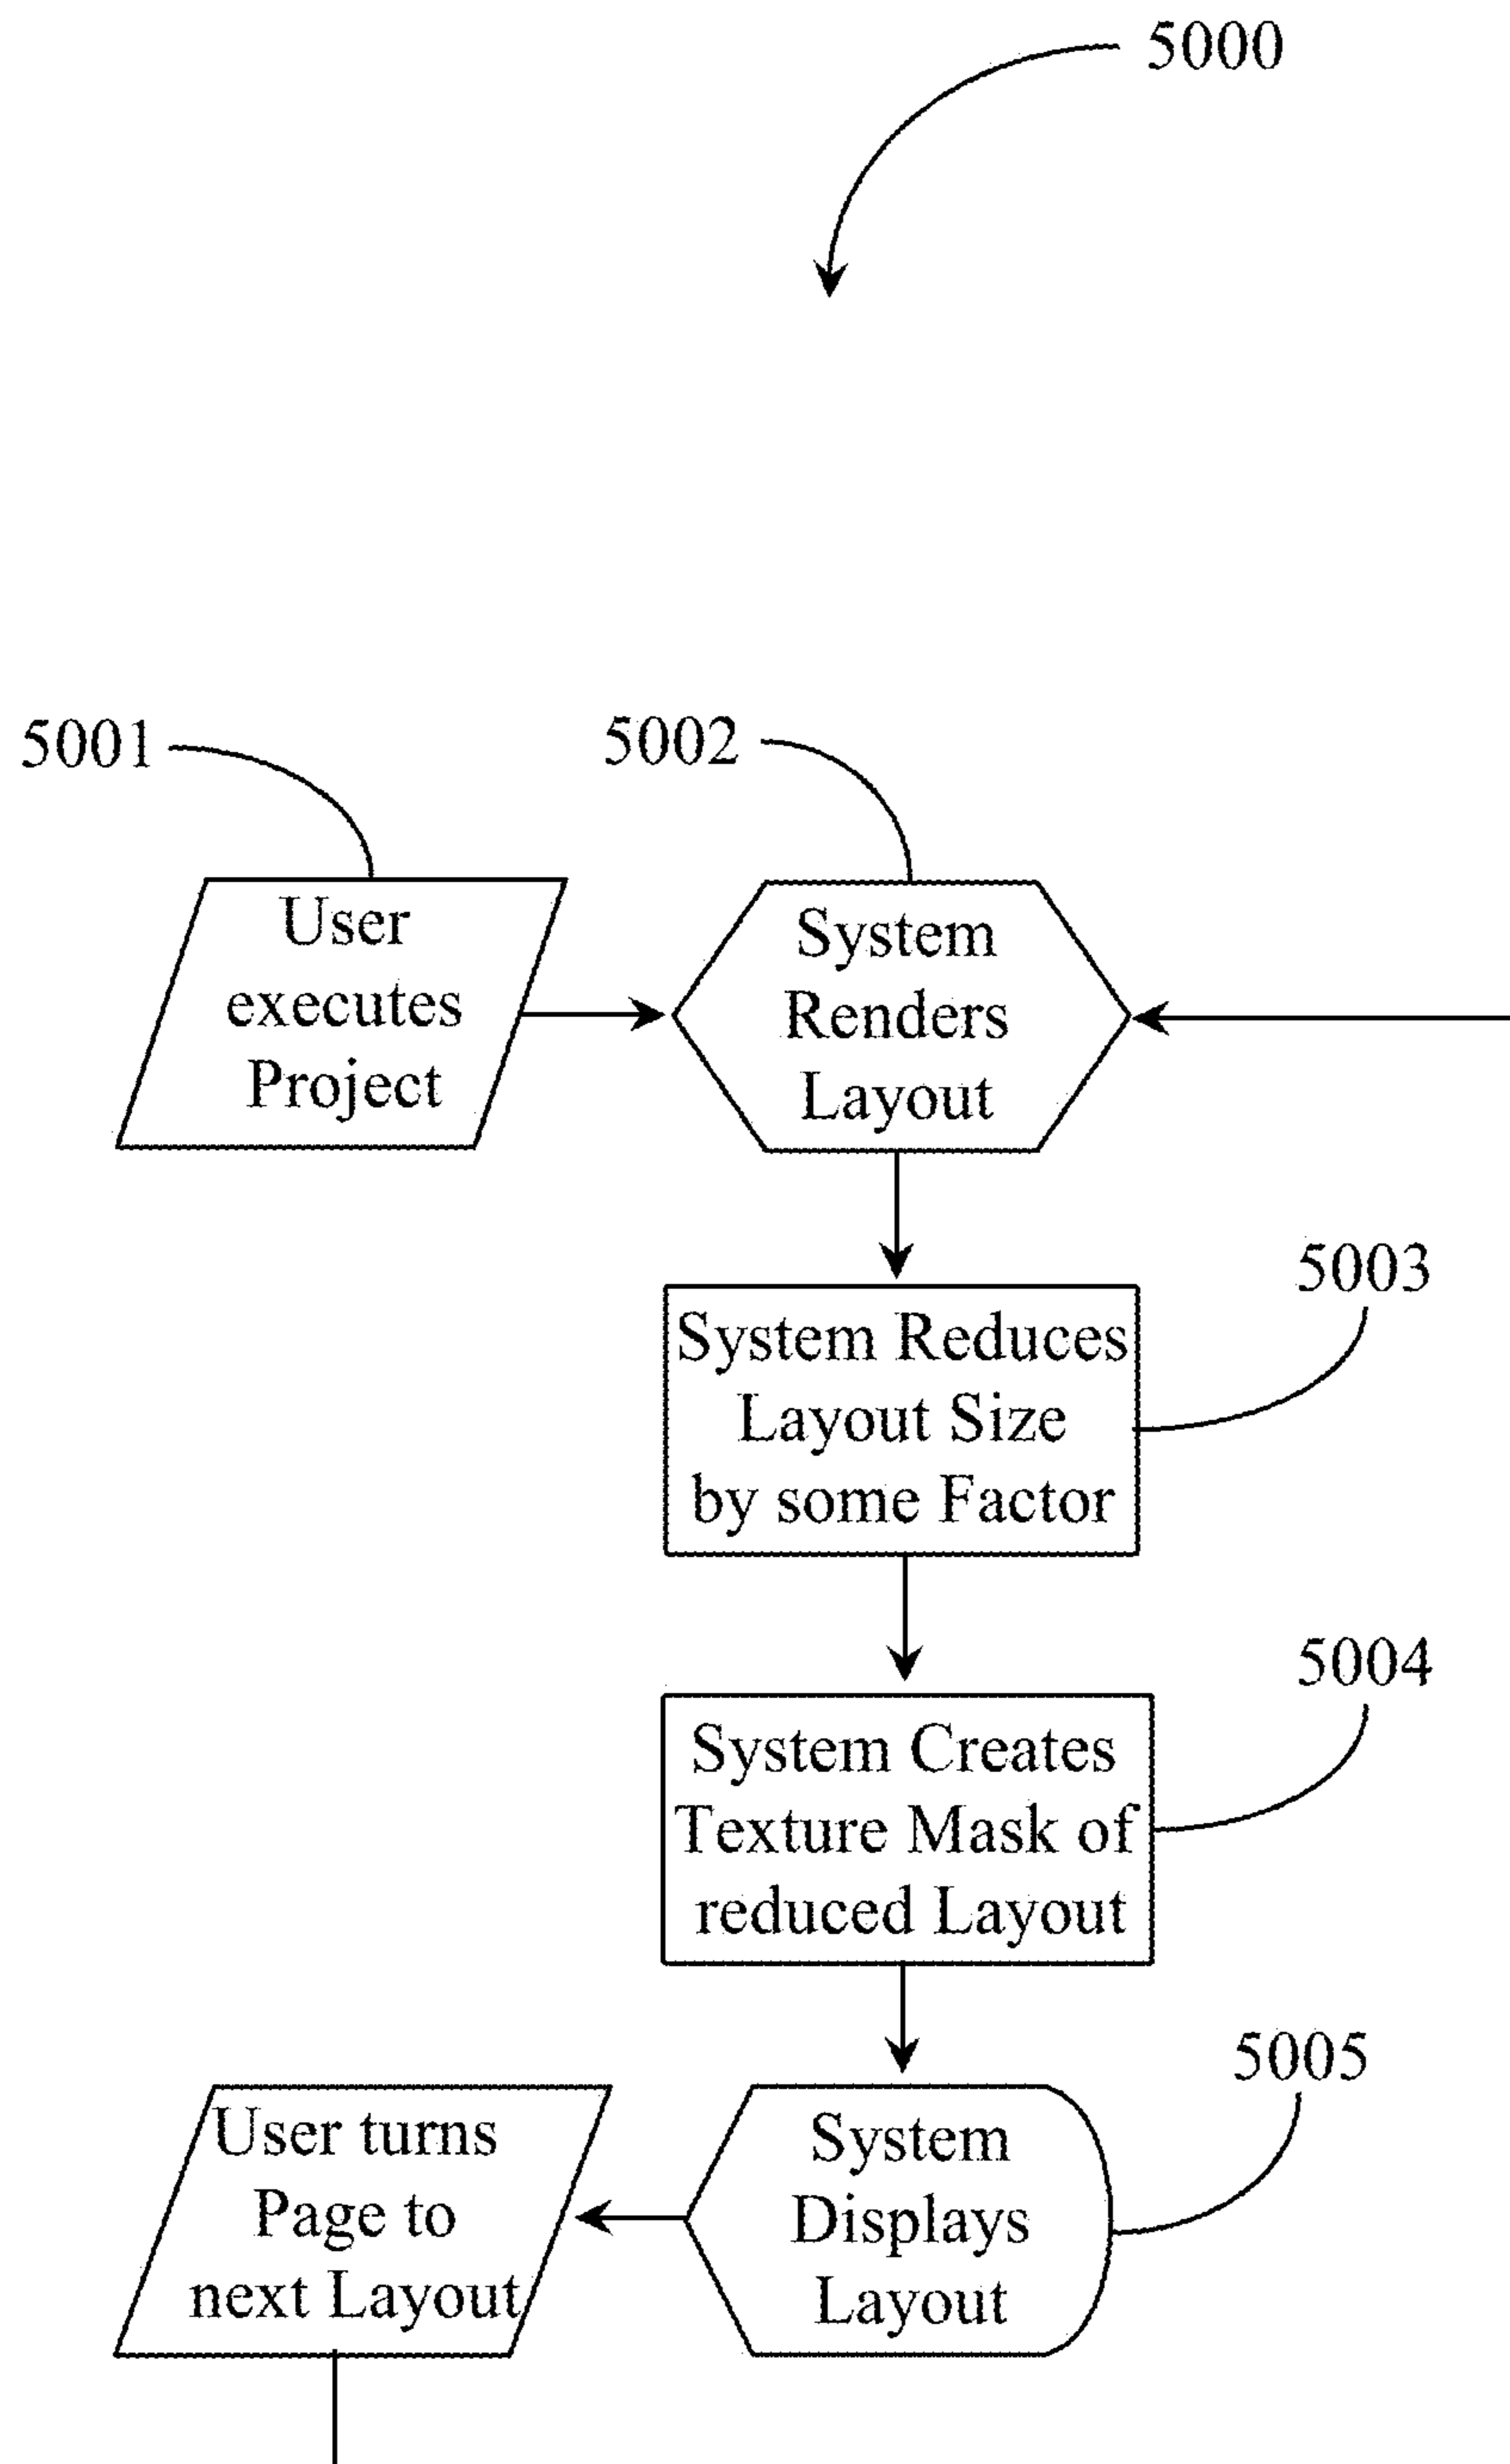 5000
5001
5002
User
executes
Project
System
Renders
Layout
5003
System Reduces
Layout Size
by some Factor
5004
System Creates
Texture Mask of
reduced Layout
5005
User turns
Page to
next Layout
System
Displays
Layout